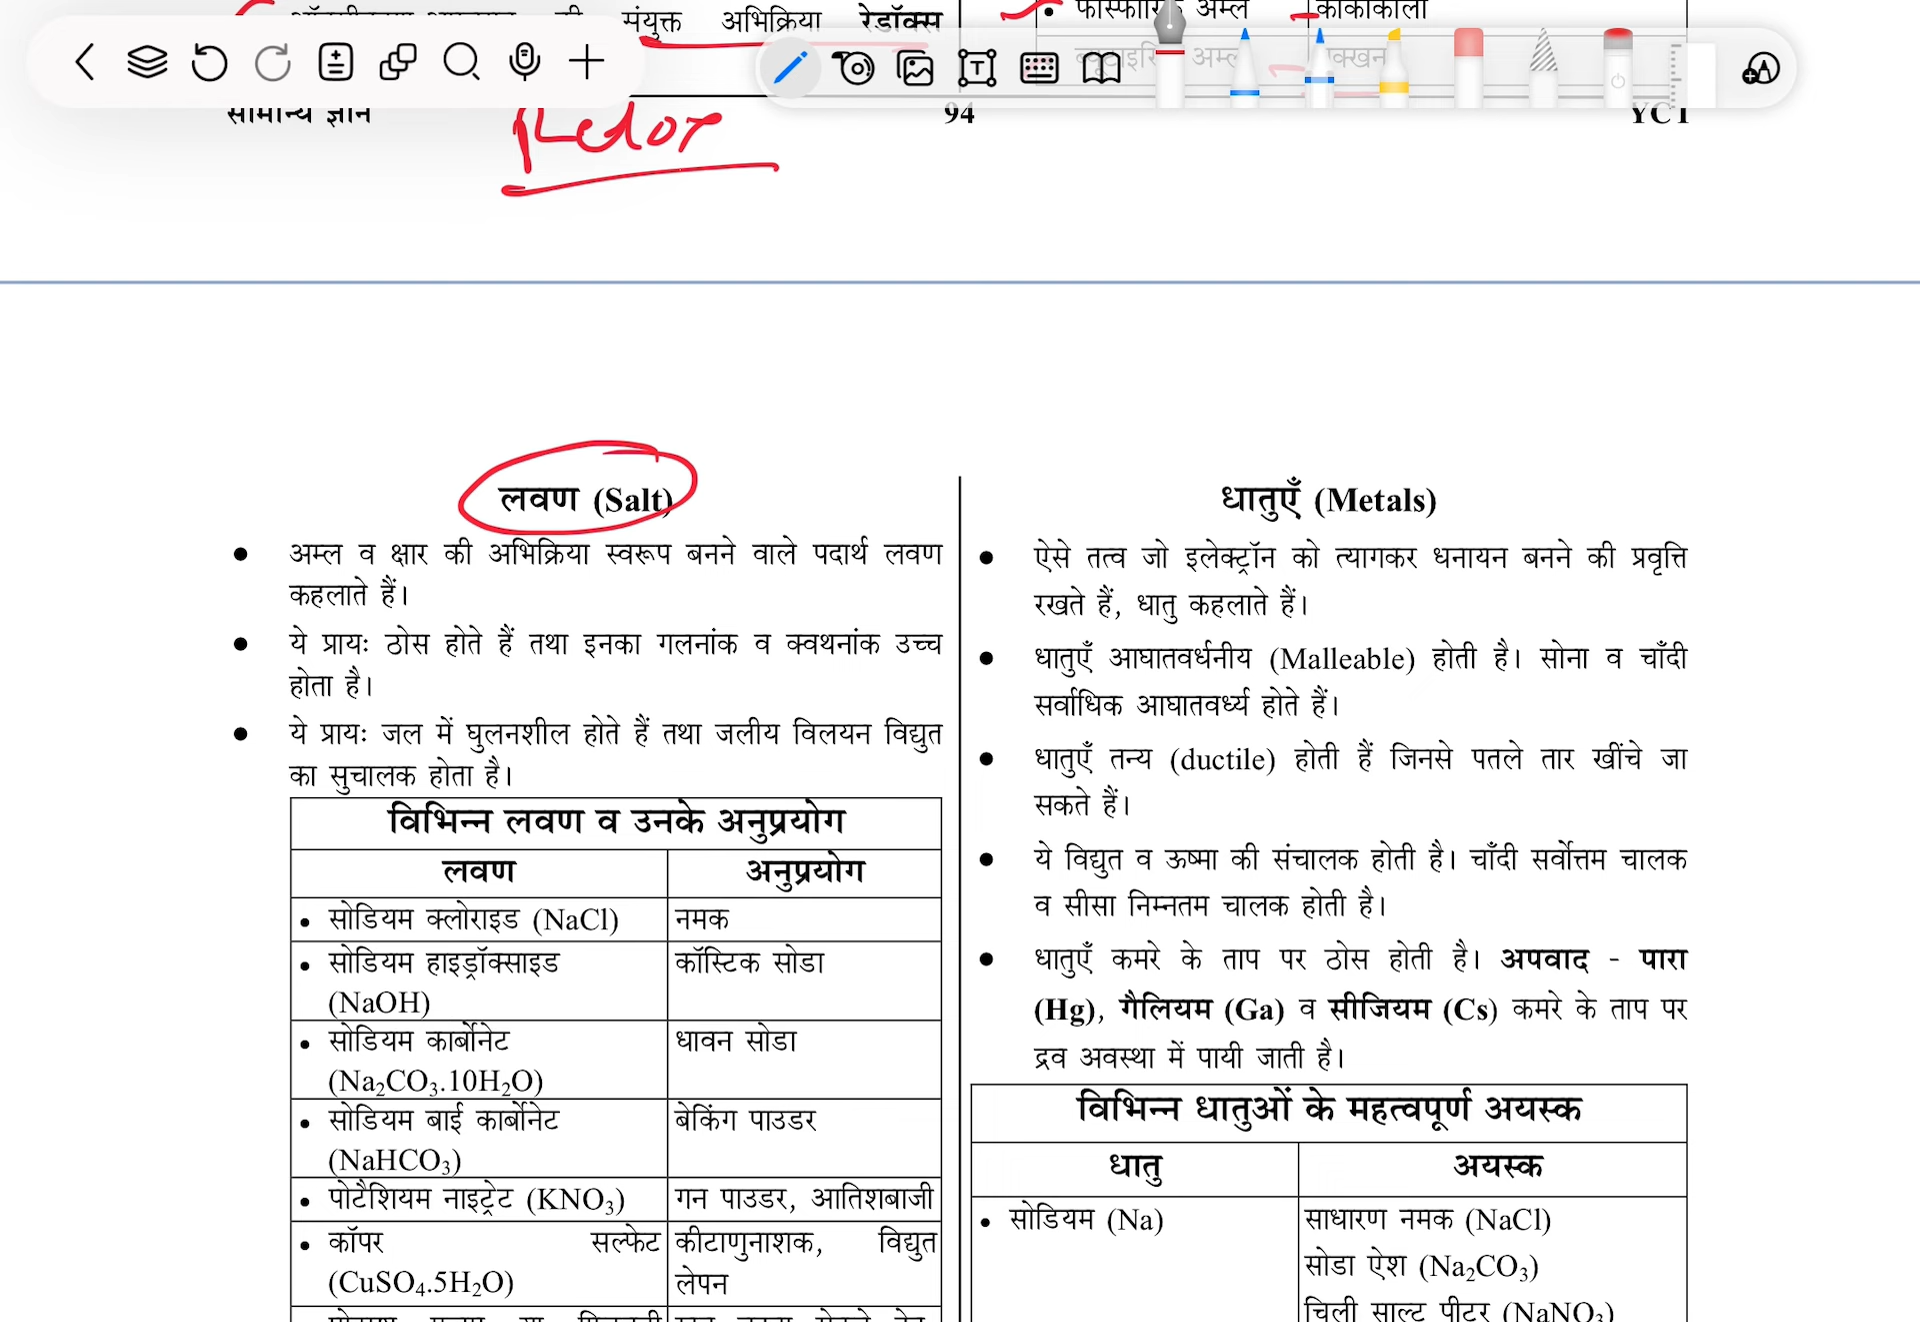 संयुक्त अभिक्रिया रेडॉक्स
अम्ल
कोकाकोला
सामान्य ज्ञान
94
YCT
Redox
लवण (Salt)
अम्ल व क्षार की अभिक्रिया स्वरूप बनने वाले पदार्थ लवण
कहलाते हैं।
ये प्रायः ठोस होते हैं तथा इनका गलनांक व क्वथनांक उच्च
होता है।
ये प्रायः जल में घुलनशील होते हैं तथा जलीय विलयन विद्युत
का सुचालक होता है।
विभिन्न लवण व उनके अनुप्रयोग
लवण अनुप्रयोग
• सोडियम क्लोराइड (NaCl) नमक
• सोडियम हाइड्रॉक्साइड कॉस्टिक सोडा
(NaOH)
• सोडियम कार्बोनेट धावन सोडा
(Na₂CO₃.10H₂O)
• सोडियम बाई कार्बोनेट बेकिंग पाउडर
(NaHCO₃)
• पोटैशियम नाइट्रेट (KNO₃) गन पाउडर, आतिशबाजी
• कॉपर सल्फेट कीटाणुनाशक, विद्युत
(CuSO₄.5H₂O) लेपन
धातुएँ (Metals)
ऐसे तत्व जो इलेक्ट्रॉन को त्यागकर धनायन बनने की प्रवृत्ति
रखते हैं, धातु कहलाते हैं।
धातुएँ आघातवर्धनीय (Malleable) होती है। सोना व चाँदी
सर्वाधिक आघातवर्ध्य होते हैं।
धातुएँ तन्य (ductile) होती हैं जिनसे पतले तार खींचे जा
सकते हैं।
ये विद्युत व ऊष्मा की संचालक होती है। चाँदी सर्वोत्तम चालक
व सीसा निम्नतम चालक होती है।
धातुएँ कमरे के ताप पर ठोस होती है। अपवाद - पारा
(Hg), गैलियम (Ga) व सीजियम (Cs) कमरे के ताप पर
द्रव अवस्था में पायी जाती है।
विभिन्न धातुओं के महत्वपूर्ण अयस्क
धातु अयस्क
• सोडियम (Na) साधारण नमक (NaCl)
सोडा ऐश (Na₂CO₃)
चिली साल्ट पीटर (NaNO₃)